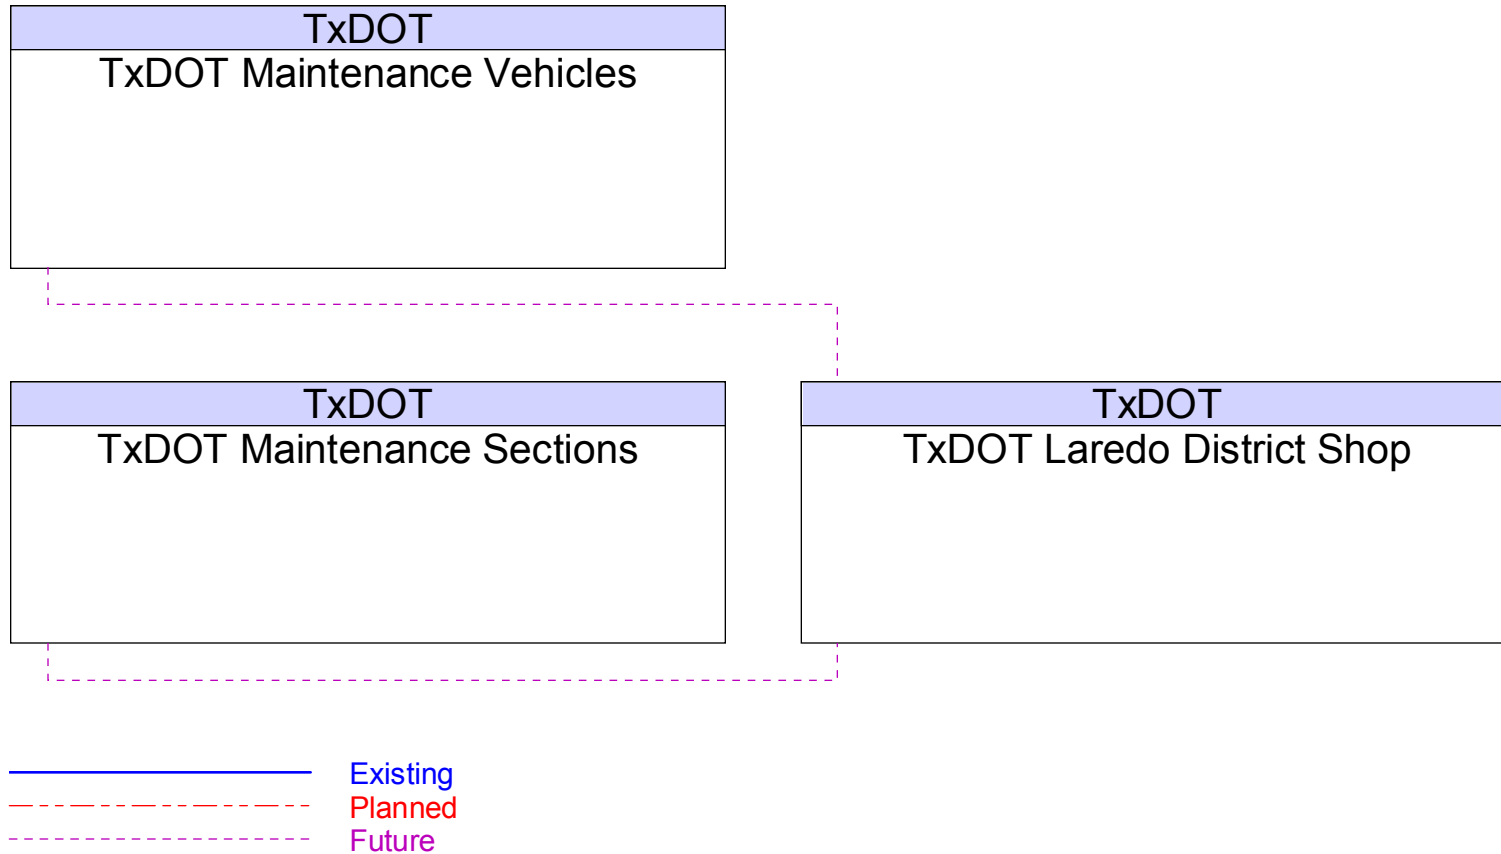 TxDOT
TxDOT Maintenance Vehicles
TxDOT
TxDOT Maintenance Sections
TxDOT
TxDOT Laredo District Shop
Existing
Planned
Future